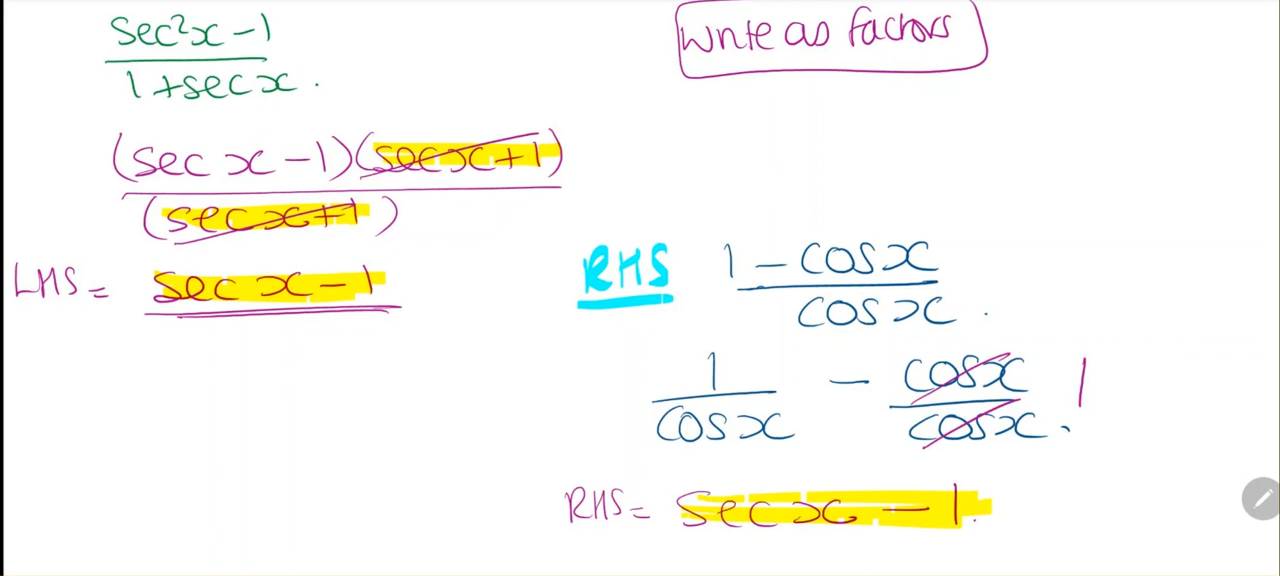 sec²x - 1
1 + sec x .
Write as factors
(sec x - 1)(sec x + 1)
(sec x + 1)
LHS = sec x - 1
RHS 1 - cos x
cos x .
1 - cos x 1
cos x cos x .
RHS = sec x - 1 .